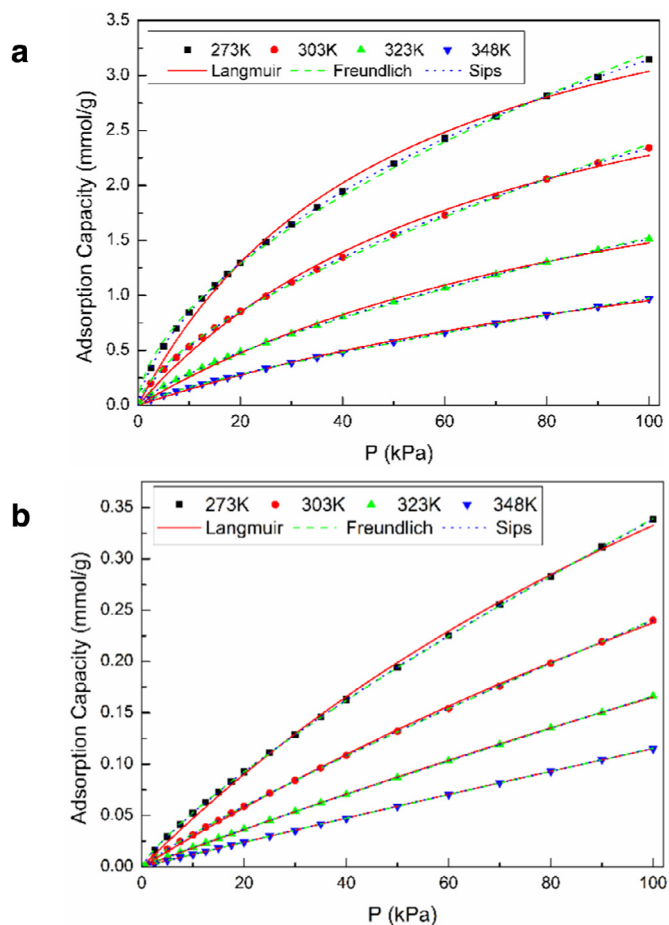 a
273K 303K 323K 348K
Langmuir Freundlich Sips
Adsorption Capacity (mmol/g)
3.5
3.0
2.5
2.0
1.5
1.0
0.5
0.0
0 20 40 60 80 100
P (kPa)
b
273K 303K 323K 348K
Langmuir Freundlich Sips
Adsorption Capacity (mmol/g)
0.35
0.30
0.25
0.20
0.15
0.10
0.05
0.00
0 20 40 60 80 100
P (kPa)